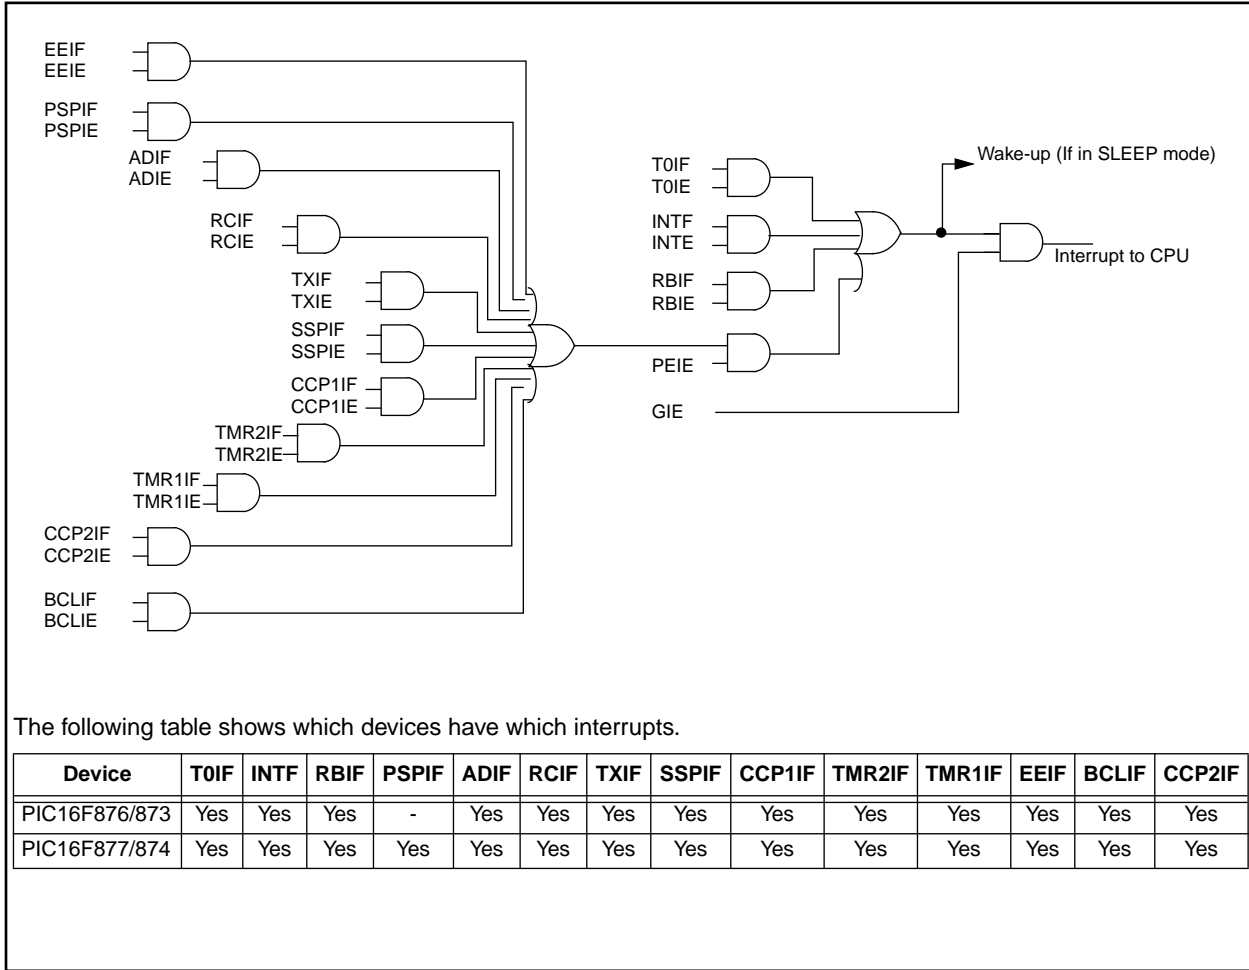 EEIF
EEIE
PSPIF
PSPIE
ADIF
ADIE
RCIF
RCIE
TXIF
TXIE
SSPIF
SSPIE
CCP1IF
CCP1IE
TMR2IF
TMR2IE
TMR1IF
TMR1IE
CCP2IF
CCP2IE
BCLIF
BCLIE
T0IF
T0IE
INTF
INTE
RBIF
RBIE
PEIE
GIE
Wake-up (If in SLEEP mode)
Interrupt to CPU
The following table shows which devices have which interrupts.
Device T0IF INTF RBIF PSPIF ADIF RCIF TXIF SSPIF CCP1IF TMR2IF TMR1IF EEIF BCLIF CCP2IF
PIC16F876/873 Yes Yes Yes - Yes Yes Yes Yes Yes Yes Yes Yes Yes Yes
PIC16F877/874 Yes Yes Yes Yes Yes Yes Yes Yes Yes Yes Yes Yes Yes Yes